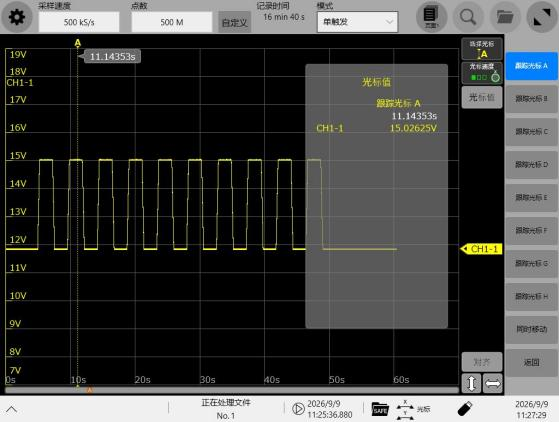 采样速度
点数
记录时间
模式
500 kS/s
500 M
自定义
16 min 40 s
单触发
A
11.14353s
19V
18V
CH1-1
17V
16V
15V
14V
13V
12V
11V
10V
9V
8V
7V
0s
10s
20s
30s
40s
50s
60s
光标值
跟踪光标 A
11.14353s
CH1-1
15.02625V
选择光标
A
光标速度
光标值
CH1-1
对齐
跟踪光标 A
跟踪光标 B
跟踪光标 C
跟踪光标 D
跟踪光标 E
跟踪光标 F
跟踪光标 G
跟踪光标 H
同时移动
返回
正在处理文件
No. 1
2026/9/9
11:25:36.880
SAFE
X
Y
光标
2026/9/9
11:27:29